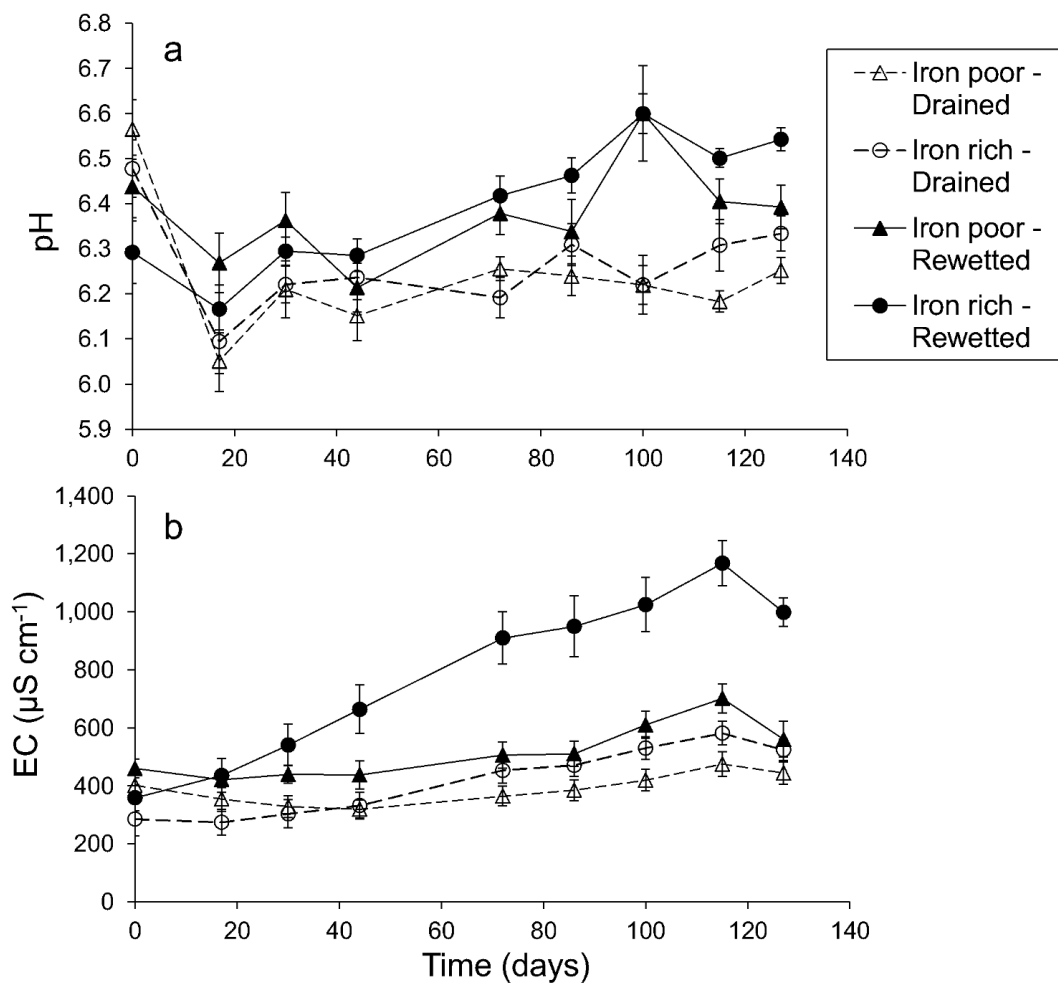 a
pH
6.8
6.7
6.6
6.5
6.4
6.3
6.2
6.1
6.0
5.9
0 20 40 60 80 100 120 140
Iron poor -
Drained
Iron rich -
Drained
Iron poor -
Rewetted
Iron rich -
Rewetted
b
EC (µS cm⁻¹)
1,400
1,200
1,000
800
600
400
200
0
0 20 40 60 80 100 120 140
Time (days)